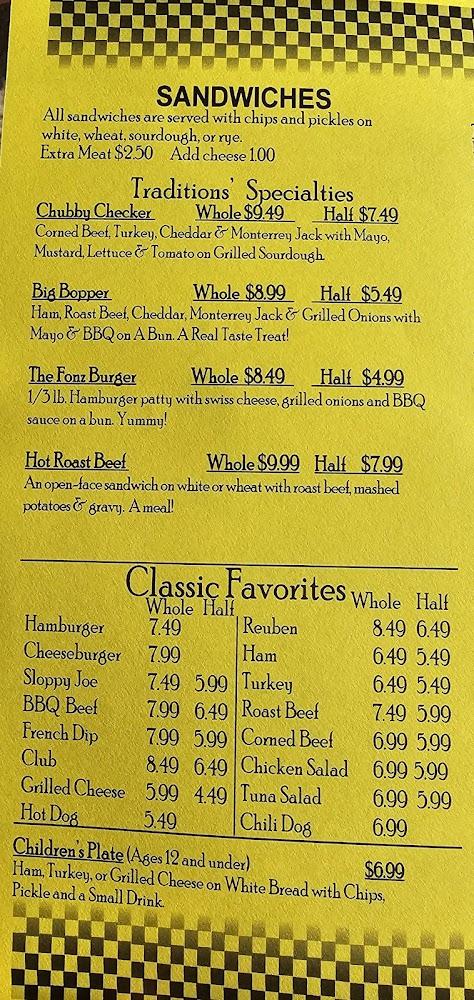 SANDWICHES
All sandwiches are served with chips and pickles on
white, wheat, sourdough, or rye.
Extra Meat $2.50 Add cheese 1.00
Traditions' Specialties
Chubby Checker Whole $9.49 Half $7.49
Corned Beef, Turkey, Cheddar & Monterrey Jack with Mayo,
Mustard, Lettuce & Tomato on Grilled Sourdough.
Big Bopper Whole $8.99 Half $5.49
Ham, Roast Beef, Cheddar, Monterrey Jack & Grilled Onions with
Mayo & BBQ on A Bun. A Real Taste Treat!
The Fonz Burger Whole $8.49 Half $4.99
1/3 lb. Hamburger patty with swiss cheese, grilled onions and BBQ
sauce on a bun. Yummy!
Hot Roast Beef Whole $9.99 Half $7.99
An open-face sandwich on white or wheat with roast beef, mashed
potatoes & gravy. A meal!
Classic Favorites
Whole Half
Hamburger 7.49
Cheeseburger 7.99
Sloppy Joe 7.49 5.99
BBQ Beef 7.99 6.49
French Dip 7.99 5.99
Club 8.49 6.49
Grilled Cheese 5.99 4.49
Hot Dog 5.49
Whole Half
Reuben 8.49 6.49
Ham 6.49 5.49
Turkey 6.49 5.49
Roast Beef 7.49 5.99
Corned Beef 6.99 5.99
Chicken Salad 6.99 5.99
Tuna Salad 6.99 5.99
Chili Dog 6.99
Children's Plate (Ages 12 and under) $6.99
Ham, Turkey, or Grilled Cheese on White Bread with Chips,
Pickle and a Small Drink.